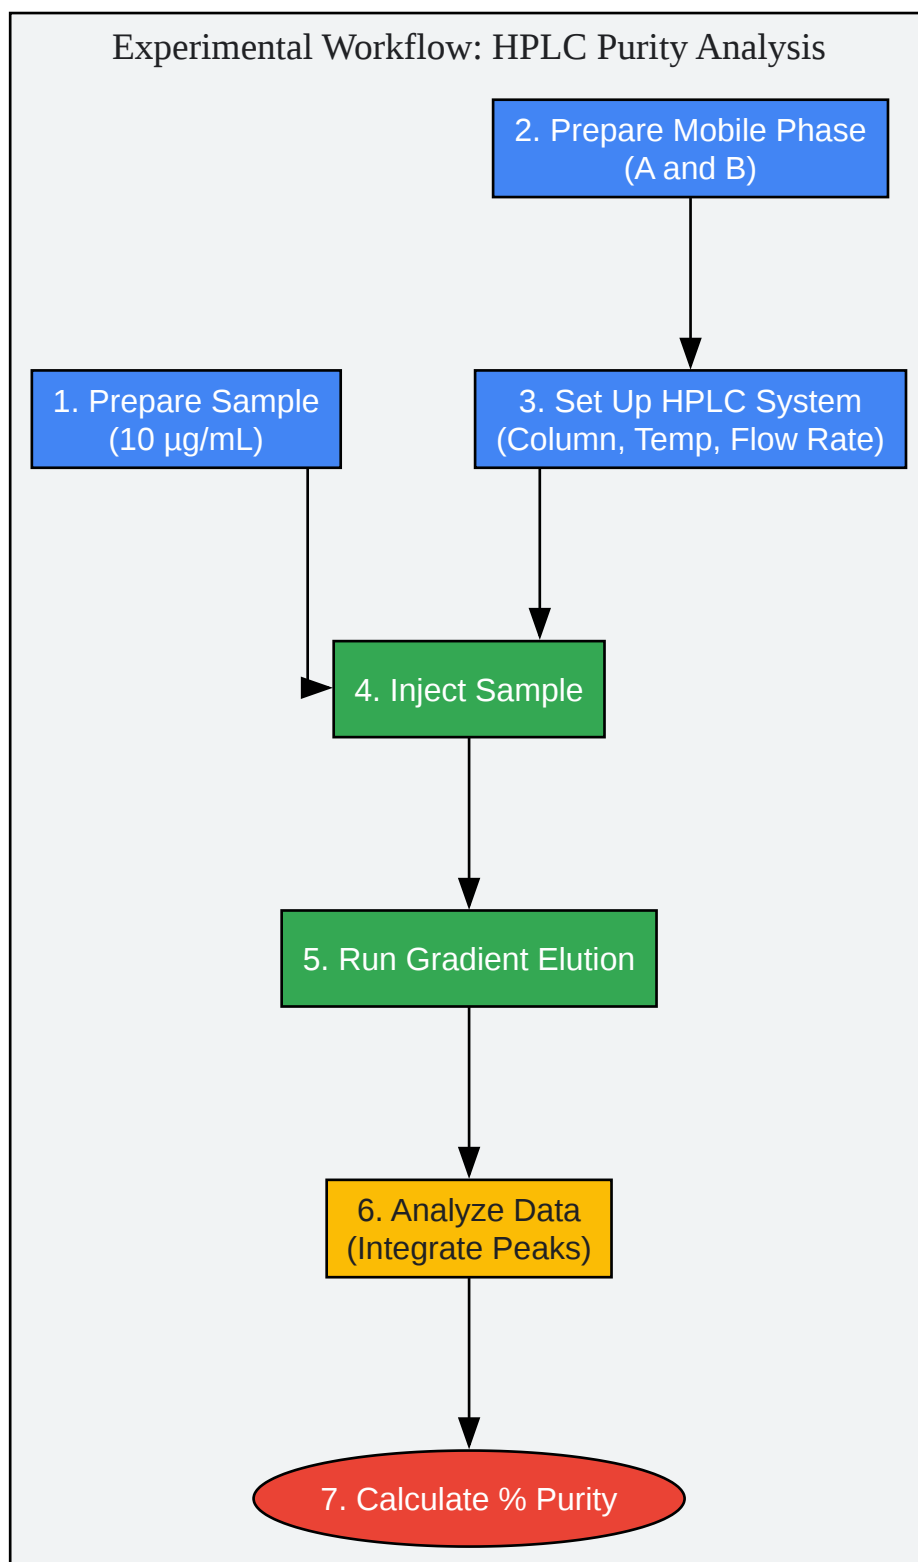 Experimental Workflow: HPLC Purity Analysis
2. Prepare Mobile Phase
(A and B)
1. Prepare Sample
(10 µg/mL)
3. Set Up HPLC System
(Column, Temp, Flow Rate)
4. Inject Sample
5. Run Gradient Elution
6. Analyze Data
(Integrate Peaks)
7. Calculate % Purity